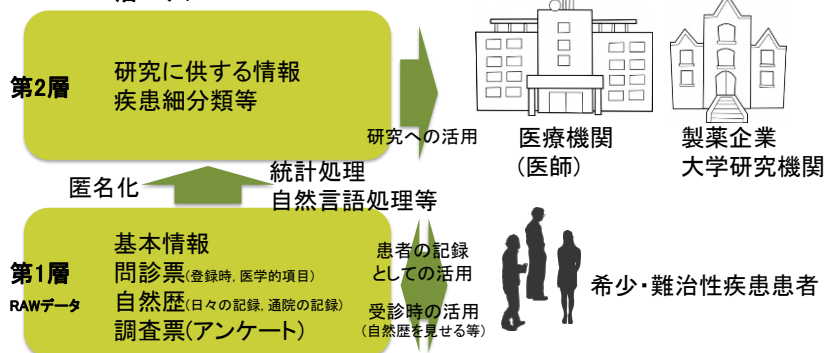 第2層
研究に供する情報
疾患細分類等
研究への活用
医療機関
(医師)
製薬企業
大学研究機関
匿名化
統計処理
自然言語処理等
第1層
RAWデータ
基本情報
問診票(登録時, 医学的項目)
自然歴(日々の記録, 通院の記録)
調査票(アンケート)
患者の記録
としての活用
受診時の活用
(自然歴を見せる等)
希少・難治性疾患患者